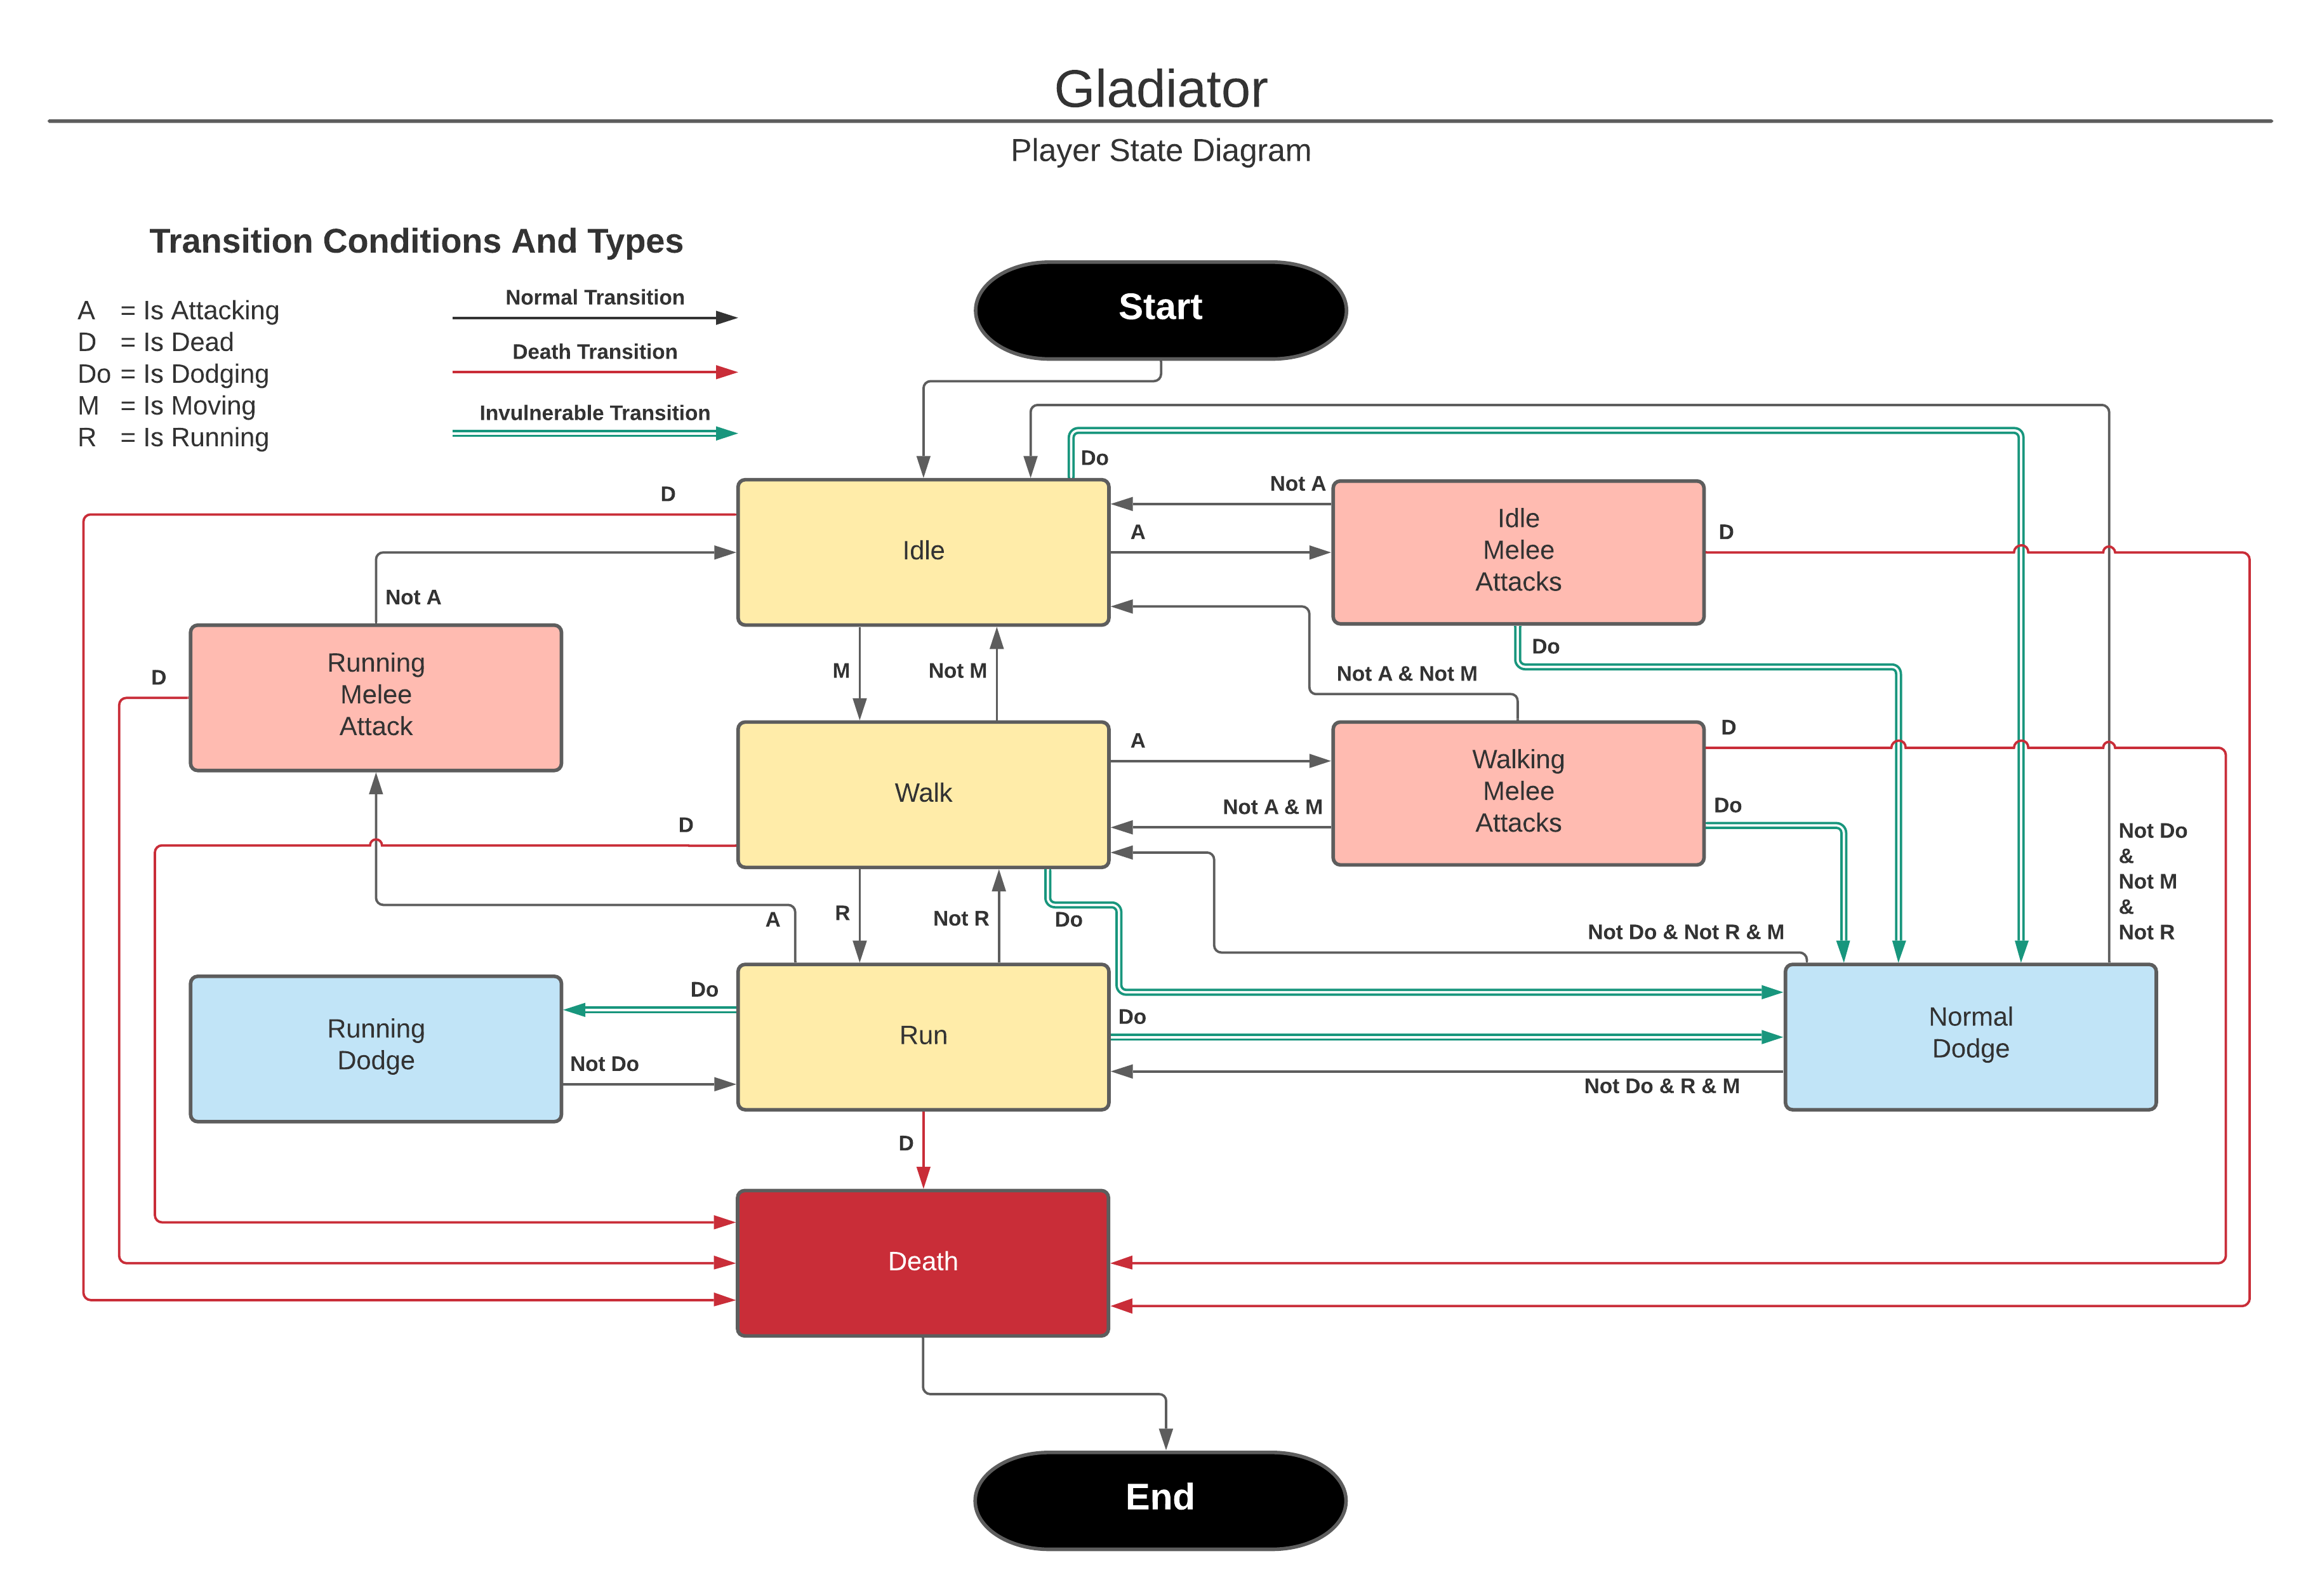 Gladiator
Player State Diagram
Transition Conditions And Types
A = Is Attacking
D = Is Dead
Do = Is Dodging
M = Is Moving
R = Is Running
Normal Transition
Death Transition
Invulnerable Transition
Start
Do
D
Not A
Idle
Idle
Melee
Attacks
A
D
Not A
Do
M
Not M
Not A & Not M
Running
Melee
Attack
D
D
A
Walk
Walking
Melee
Attacks
Not A & M
Do
D
Not Do
&
Not M
&
Not R
A
R
Not R
Do
Not Do & Not R & M
Do
Do
Running
Dodge
Run
Normal
Dodge
Not Do
Not Do & R & M
D
Death
End